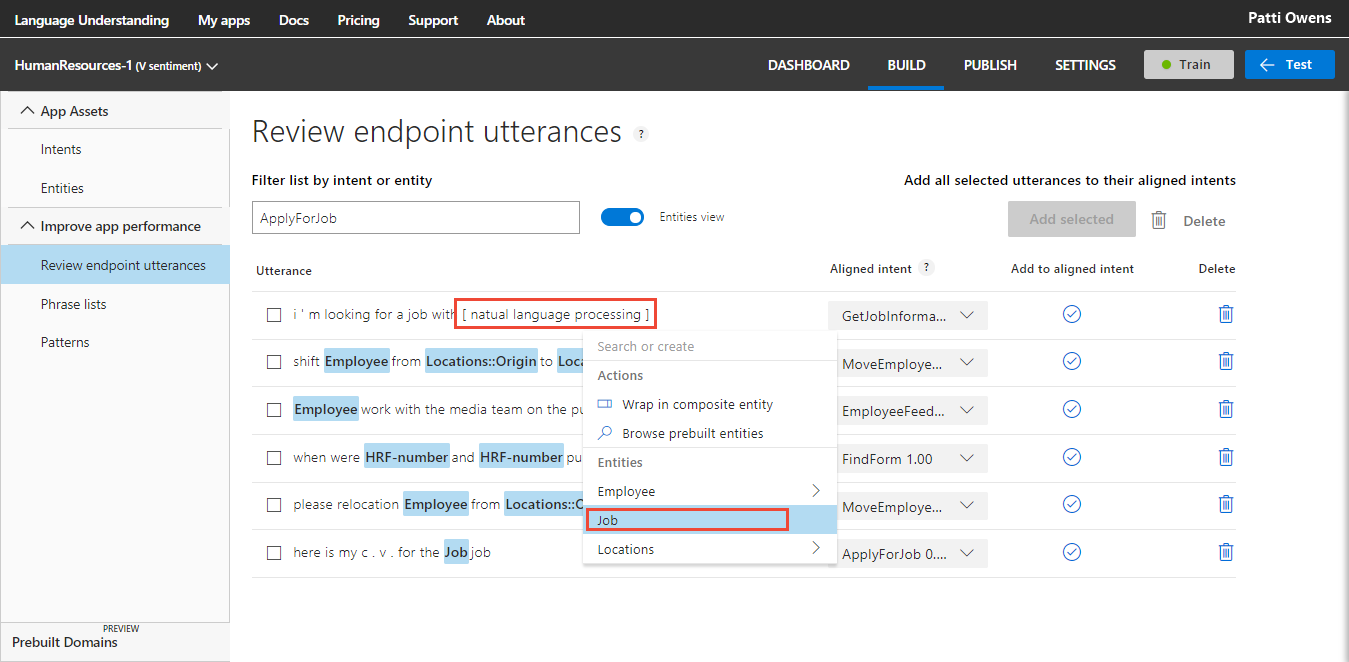 Language Understanding My apps Docs Pricing Support About Patti Owens
HumanResources-1 (V sentiment) DASHBOARD BUILD PUBLISH SETTINGS Train Test
App Assets
Intents
Entities
Improve app performance
Review endpoint utterances
Phrase lists
Patterns
PREVIEW
Prebuilt Domains
Review endpoint utterances ?
Filter list by intent or entity Add all selected utterances to their aligned intents
ApplyForJob Entities view Add selected Delete
Utterance Aligned intent ? Add to aligned intent Delete
i ' m looking for a job with [ natual language processing ] GetJobInforma...
shift Employee from Locations::Origin to Loca MoveEmploye...
Employee work with the media team on the pu EmployeeFeed...
when were HRF-number and HRF-number pu FindForm 1.00
please relocation Employee from Locations::O MoveEmploye...
here is my c . v . for the Job job ApplyForJob 0....
Search or create
Actions
Wrap in composite entity
Browse prebuilt entities
Entities
Employee
Job
Locations